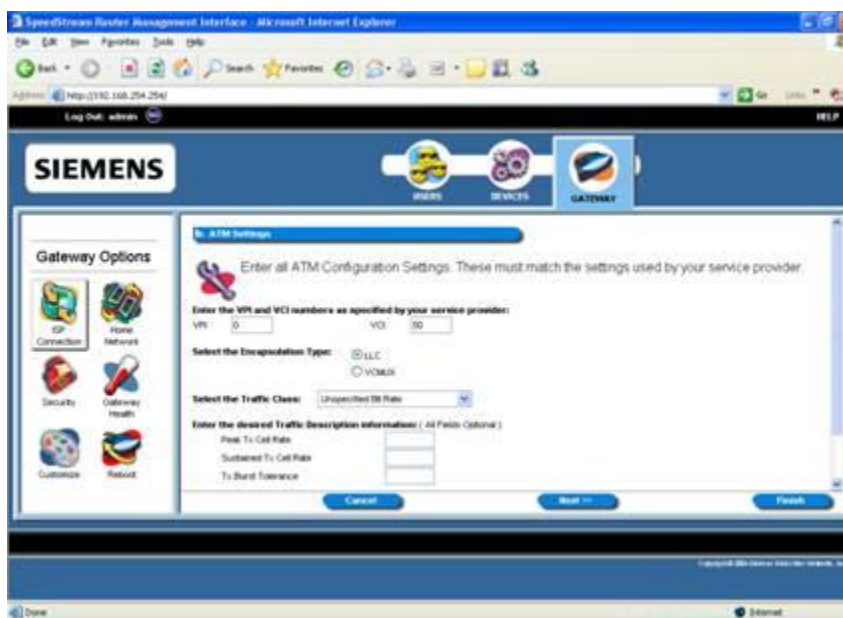 SpeedStream Router Management Interface - Microsoft Internet Explorer
File Edit View Favorites Tools Help
Back Search Favorites
Address http://192.168.254.254/ Go Links
Log Out: admin HELP
SIEMENS
USERS DEVICES GATEWAY
Gateway Options
ISP Connection
Home Network
Security
Gateway Health
Customize
Reboot
ATM Settings
Enter all ATM Configuration Settings. These must match the settings used by your service provider.
Enter the VPI and VCI numbers as specified by your service provider:
VPI: 0 VCI:
Select the Encapsulation Type: LLC
VCMUX
Select the Traffic Class: Unspecified Bit Rate
Enter the desired Traffic Description information: ( All Fields Optional )
Peak Tx Cell Rate
Sustained Tx Cell Rate
Tx Burst Tolerance
Cancel Next >> Finish
Done Internet